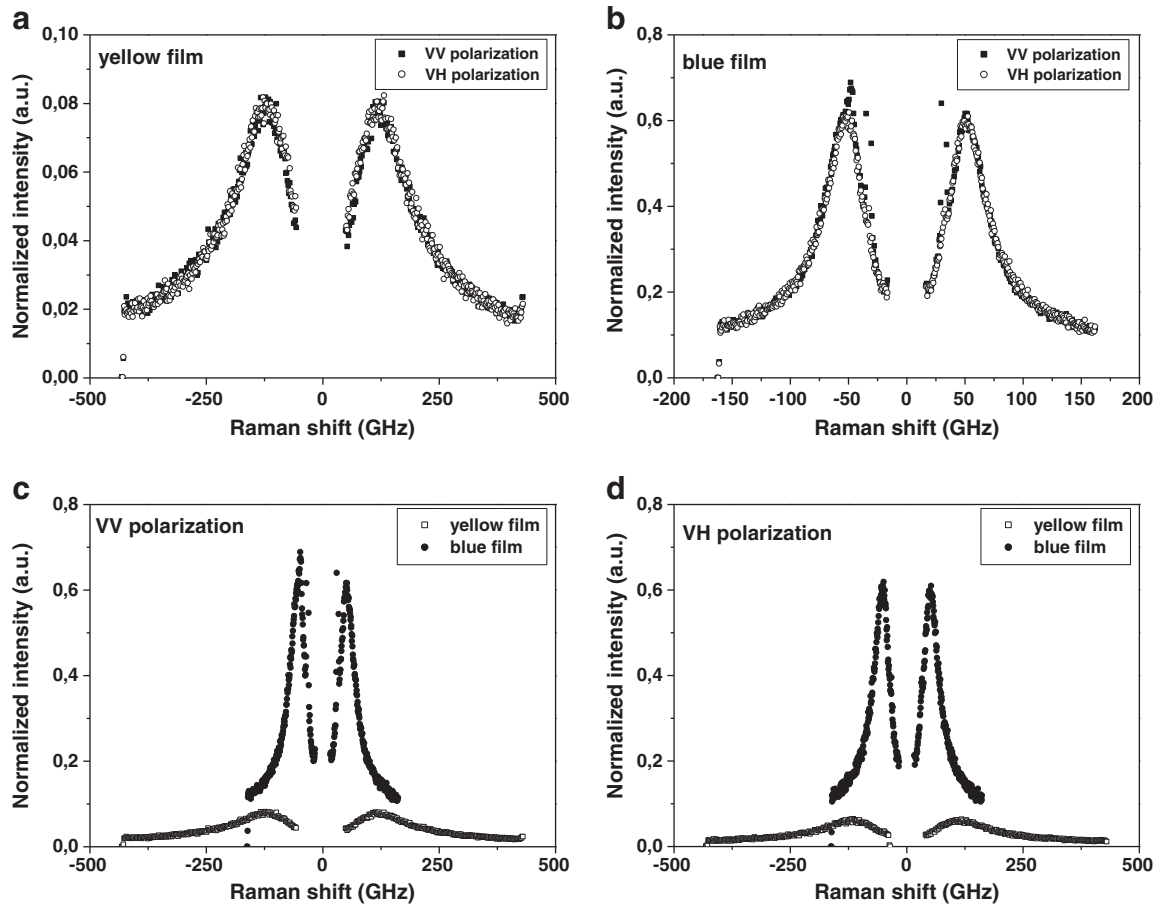 a
yellow film
VV polarization
VH polarization
0,10
0,08
0,06
0,04
0,02
0,00
-500
-250
0
250
500
Normalized intensity (a.u.)
Raman shift (GHz)
b
blue film
VV polarization
VH polarization
0,8
0,6
0,4
0,2
0,0
-200
-150
-100
-50
0
50
100
150
200
Normalized intensity (a.u.)
Raman shift (GHz)
c
VV polarization
yellow film
blue film
0,8
0,6
0,4
0,2
0,0
-500
-250
0
250
500
Normalized intensity (a.u.)
Raman shift (GHz)
d
VH polarization
yellow film
blue film
0,8
0,6
0,4
0,2
0,0
-500
-250
0
250
500
Normalized intensity (a.u.)
Raman shift (GHz)